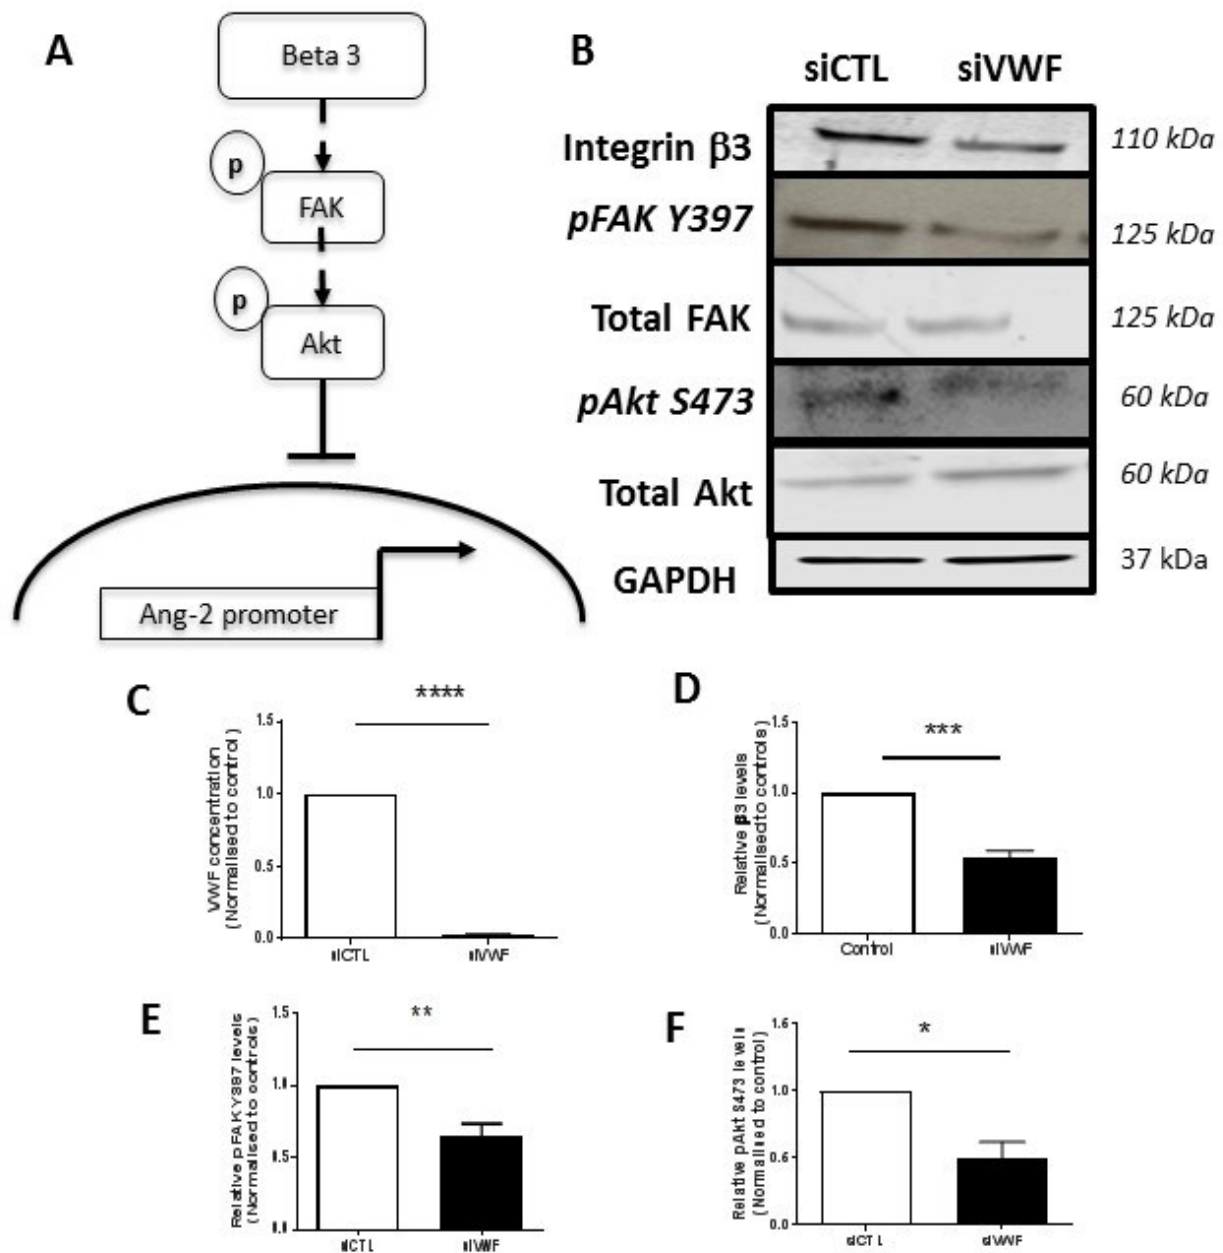 A
Beta 3
p
FAK
p
Akt
Ang-2 promoter
B
siCTL siVWF
Integrin β3 110 kDa
pFAK Y397 125 kDa
Total FAK 125 kDa
pAkt S473 60 kDa
Total Akt 60 kDa
GAPDH 37 kDa
C
****
VWF concentration
(Normalised to control)
1.5
1.0
0.5
0.0
siCTL siVWF
D
***
Relative β3 levels
(Normalised to controls)
1.5
1.0
0.5
0.0
Control siVWF
E
**
Relative pFAK Y397 levels
(Normalised to controls)
1.5
1.0
siCTL siVWF
F
*
Relative pAkt S473 levels
(Normalised to control)
1.0
0.0
siCTL siVWF